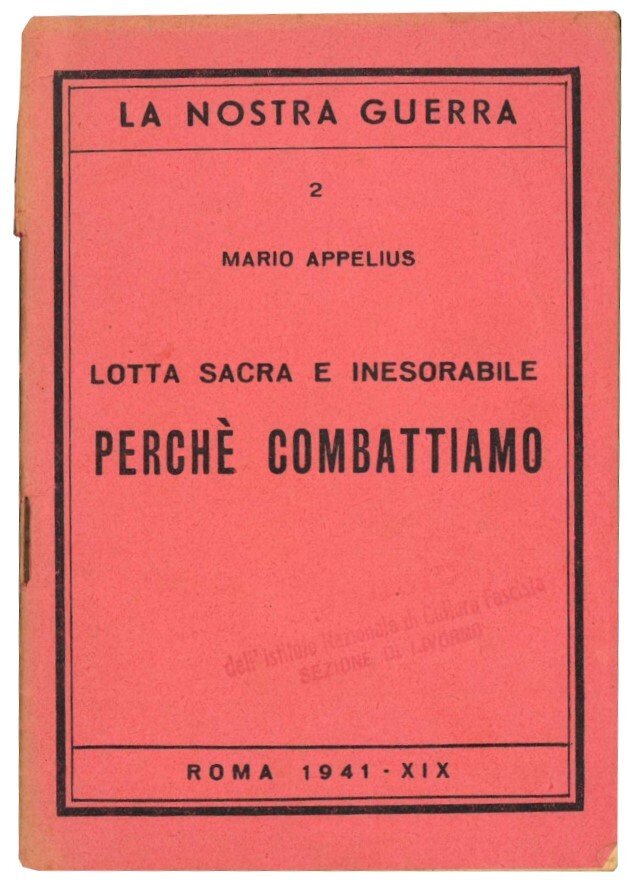 LA NOSTRA GUERRA
2
MARIO APPELIUS
LOTTA SACRA E INESORABILE
PERCHÈ COMBATTIAMO
dell'Istituto Nazionale di Cultura Fascista
SEZIONE DI LIVORNO
ROMA 1941 - XIX